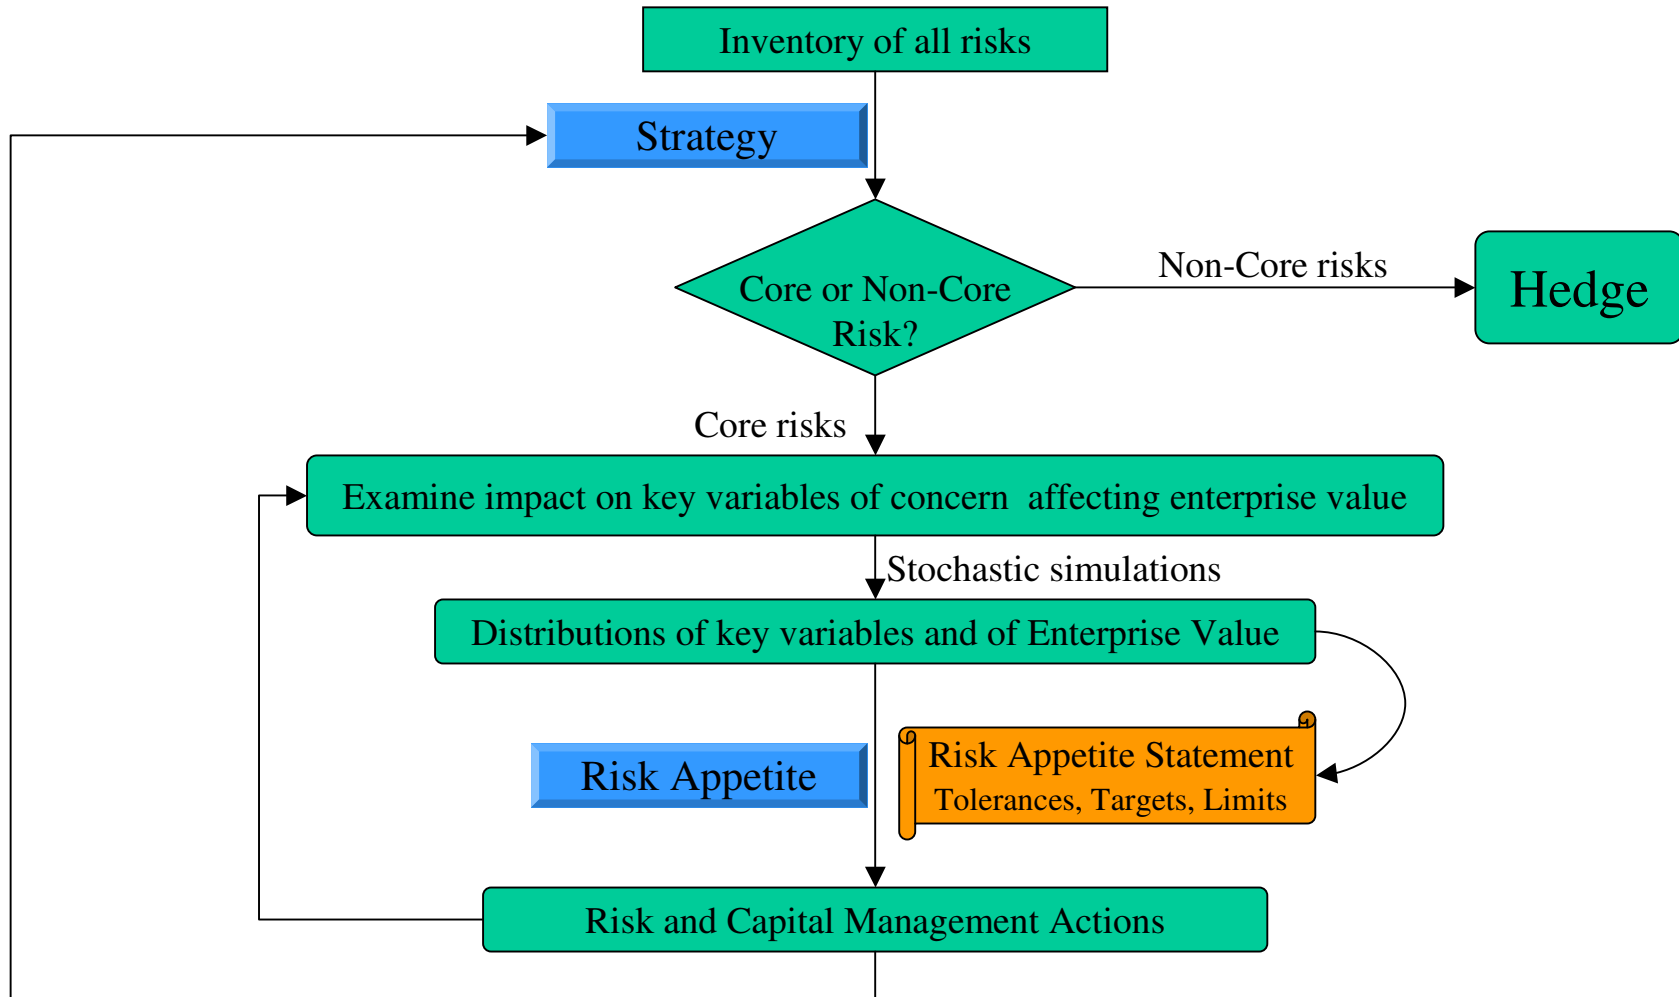 Inventory of all risks
Strategy
Non-Core risks
Hedge
Core or Non-Core
Risk?
Core risks
Examine impact on key variables of concern  affecting enterprise value
Stochastic simulations
Distributions of key variables and of Enterprise Value
Risk Appetite
Risk Appetite Statement
Tolerances, Targets, Limits
Risk and Capital Management Actions